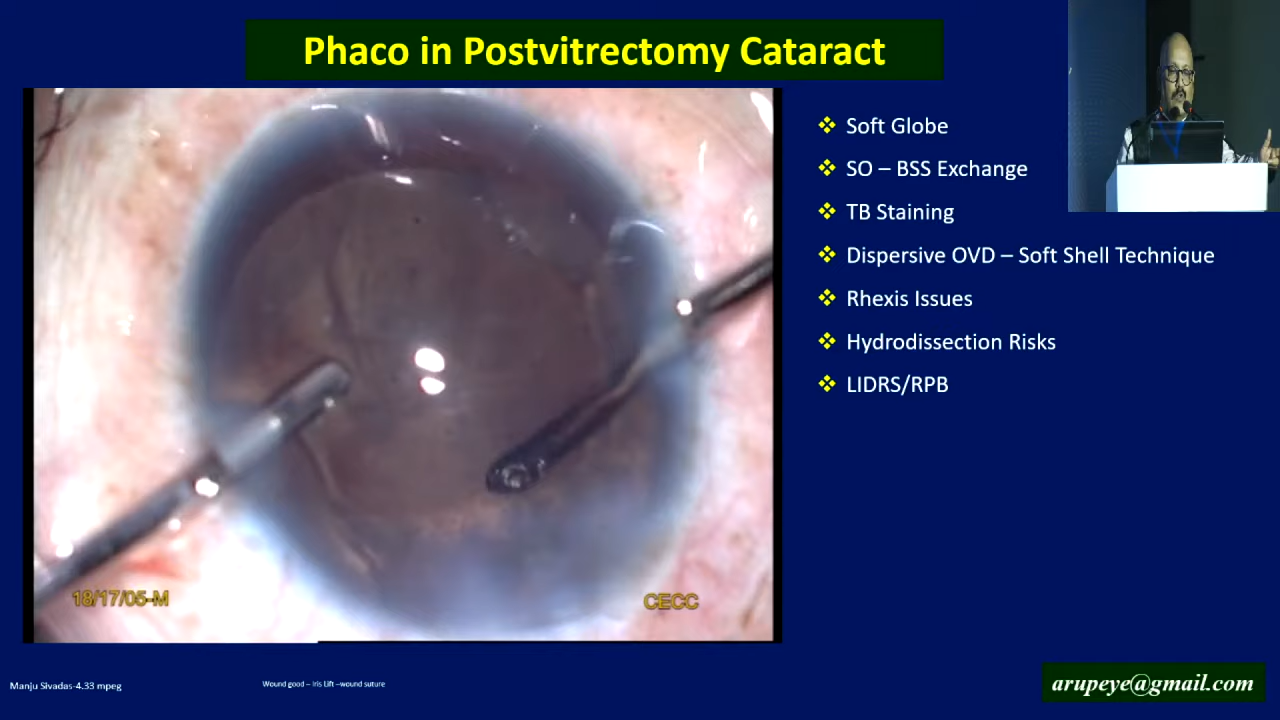 Phaco in Postvitrectomy Cataract
Soft Globe
SO – BSS Exchange
TB Staining
Dispersive OVD – Soft Shell Technique
Rhexis Issues
Hydrodissection Risks
LIDRS/RPB
18/17/05-M
CECC
Manju Sivadas-4.33 mpeg
Wound good – Iris Lift –wound suture
arupeye@gmail.com